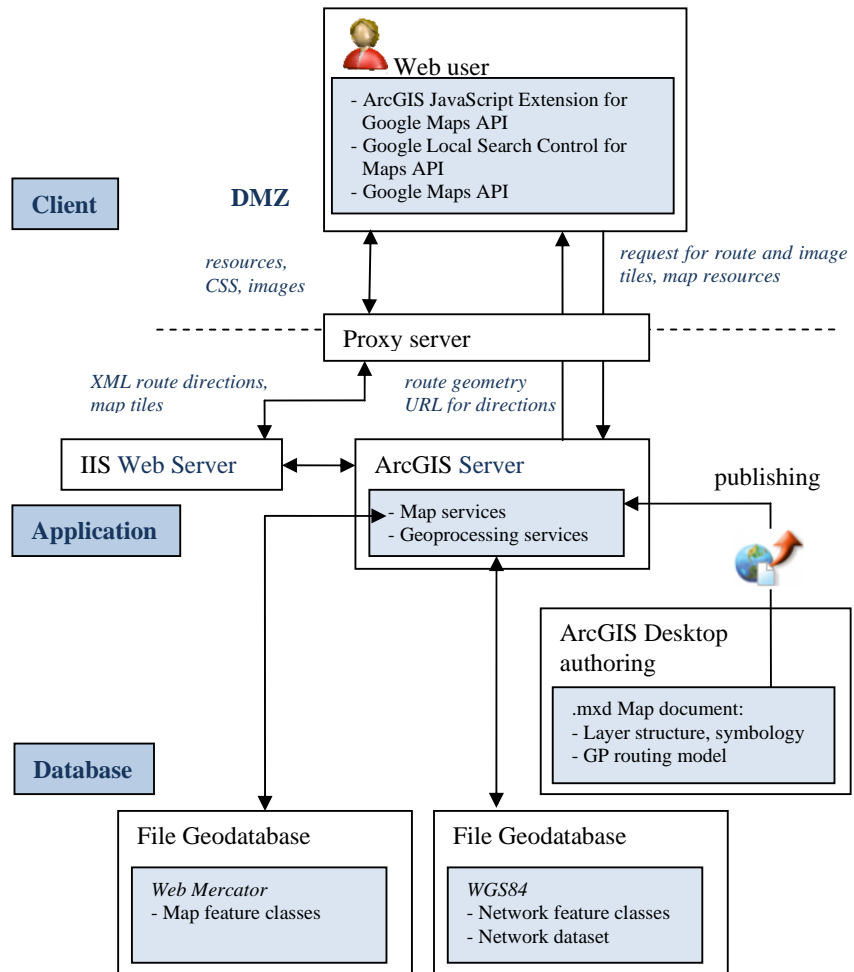 Web user
- ArcGIS JavaScript Extension for
Google Maps API
- Google Local Search Control for
Maps API
- Google Maps API
Client
DMZ
resources,
CSS, images
request for route and image
tiles, map resources
Proxy server
XML route directions,
map tiles
route geometry
URL for directions
IIS Web Server
ArcGIS Server
publishing
Application
- Map services
- Geoprocessing services
ArcGIS Desktop
authoring
.mxd Map document:
- Layer structure, symbology
- GP routing model
Database
File Geodatabase
Web Mercator
- Map feature classes
File Geodatabase
WGS84
- Network feature classes
- Network dataset